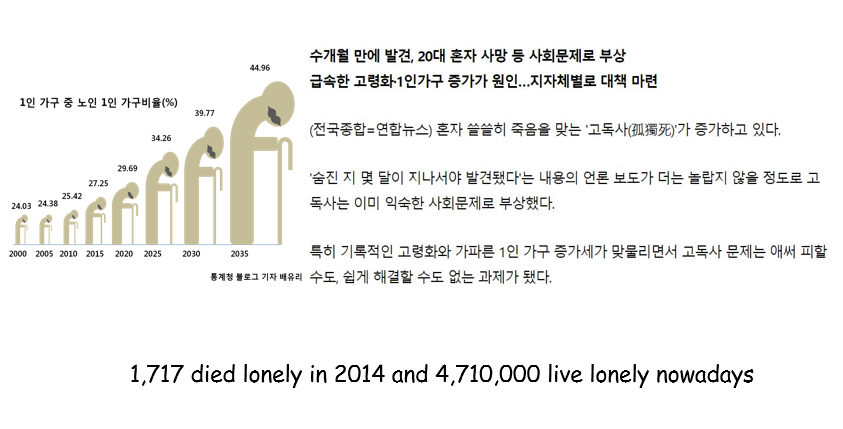 1인 가구 중 노인 1인 가구비율(%)
24.03
24.38
25.42
27.25
29.69
34.26
39.77
44.96
2000
2005
2010
2015
2020
2025
2030
2035
통계청 블로그 기자 배유리
수개월 만에 발견, 20대 혼자 사망 등 사회문제로 부상
급속한 고령화·1인가구 증가가 원인…지자체별로 대책 마련
(전국종합=연합뉴스) 혼자 쓸쓸히 죽음을 맞는 '고독사(孤獨死)'가 증가하고 있다.
'숨진 지 몇 달이 지나서야 발견됐다'는 내용의 언론 보도가 더는 놀랍지 않을 정도로 고
독사는 이미 익숙한 사회문제로 부상했다.
특히 기록적인 고령화와 가파른 1인 가구 증가세가 맞물리면서 고독사 문제는 애써 피할
수도, 쉽게 해결할 수도 없는 과제가 됐다.
1,717 died lonely in 2014 and 4,710,000 live lonely nowadays